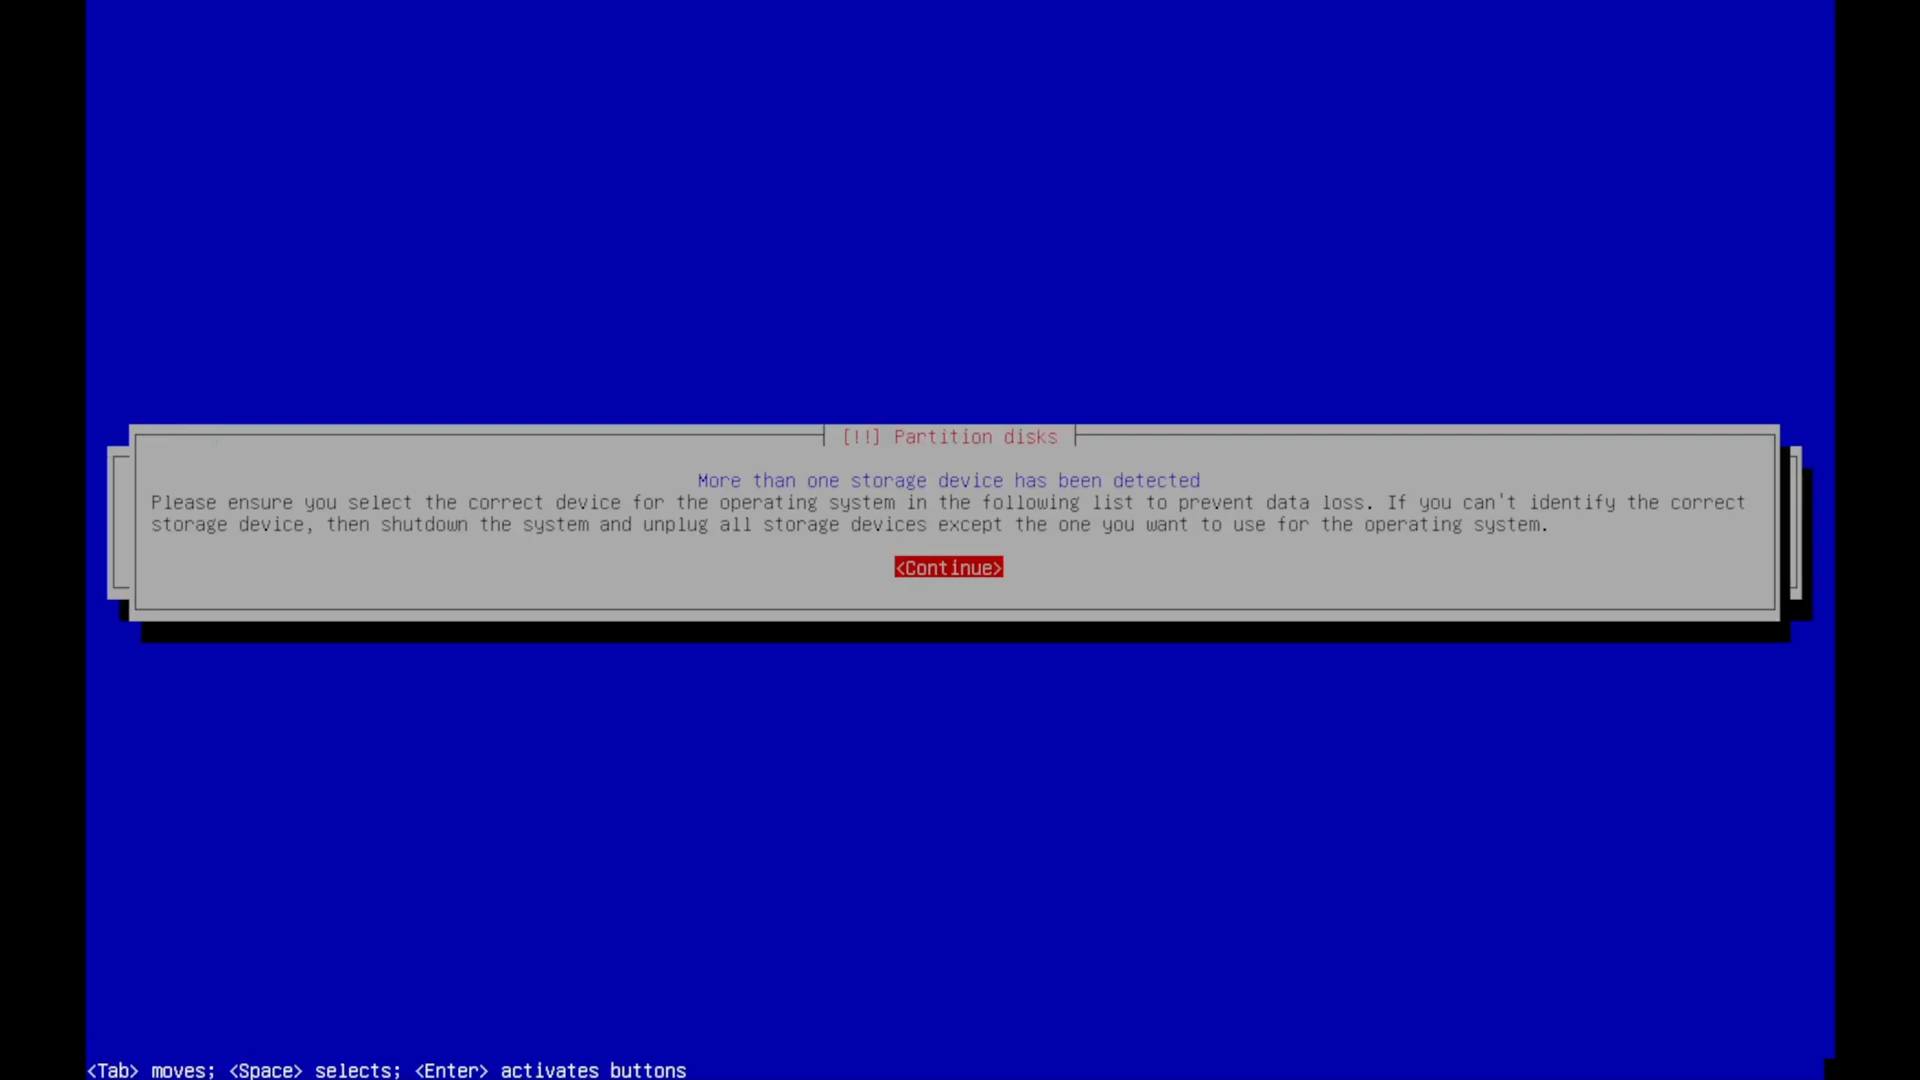 [!!] Partition disks
More than one storage device has been detected
Please ensure you select the correct device for the operating system in the following list to prevent data loss. If you can't identify the correct
storage device, then shutdown the system and unplug all storage devices except the one you want to use for the operating system.
<Continue>
<Tab> moves; <Space> selects; <Enter> activates buttons